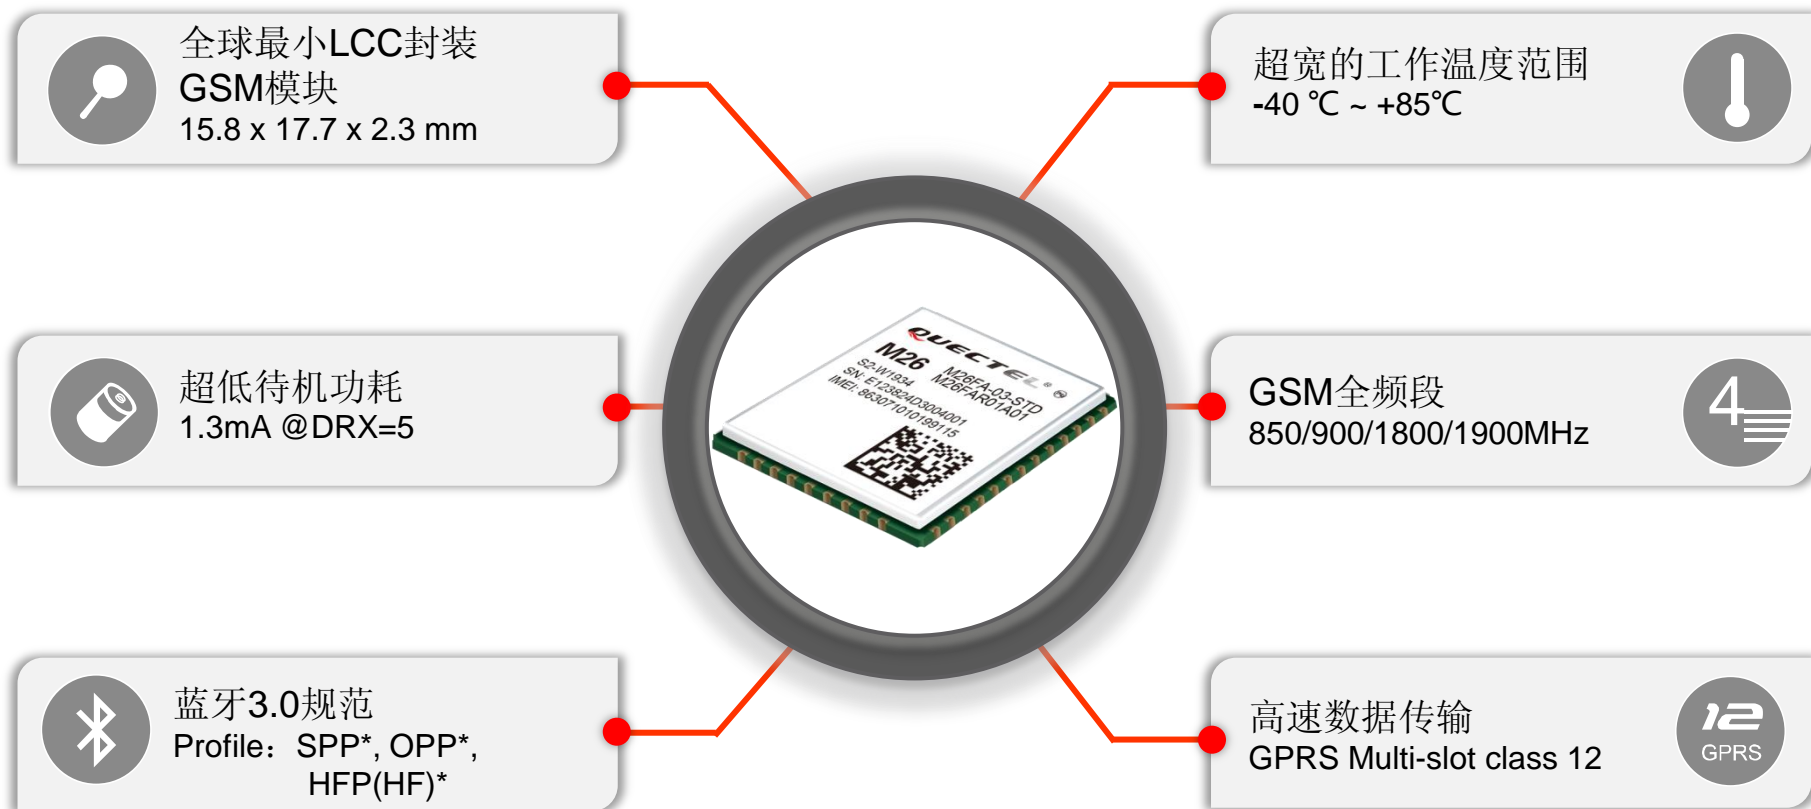 全球最小LCC封装
GSM模块
15.8 x 17.7 x 2.3 mm
超宽的工作温度范围
-40 ℃ ~ +85℃
超低待机功耗
1.3mA @DRX=5
QUECTEL®
M26 M26FA-03-STD
S2-W1934 M26FAR01A01
SN: E123824D3004001
IMEI: 863071010199115
GSM全频段
850/900/1800/1900MHz
4
蓝牙3.0规范
Profile：SPP*, OPP*,
HFP(HF)*
高速数据传输
GPRS Multi-slot class 12
12
GPRS